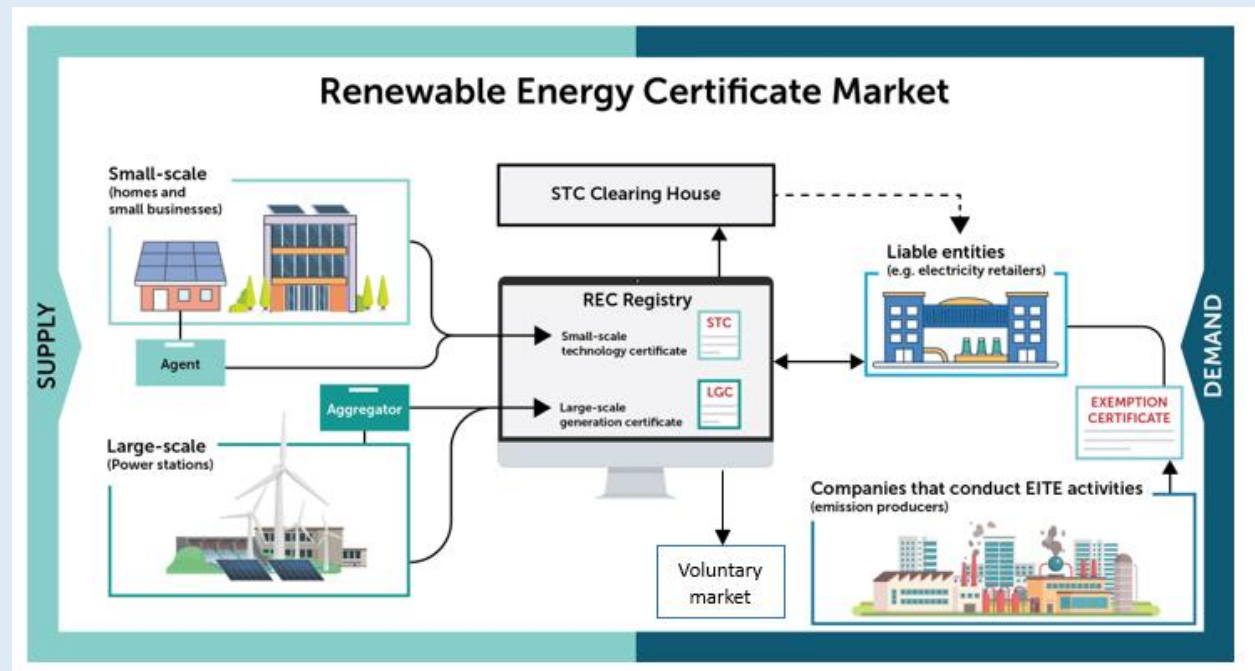 Renewable Energy Certificate Market
SUPPLY
Small-scale
(homes and
small businesses)
Agent
Aggregator
Large-scale
(Power stations)
STC Clearing House
REC Registry
Small-scale
technology certificate
STC
Large-scale
generation certificate
LGC
Voluntary
market
Liable entities
(e.g. electricity retailers)
EXEMPTION
CERTIFICATE
Companies that conduct EITE activities
(emission producers)
DEMAND